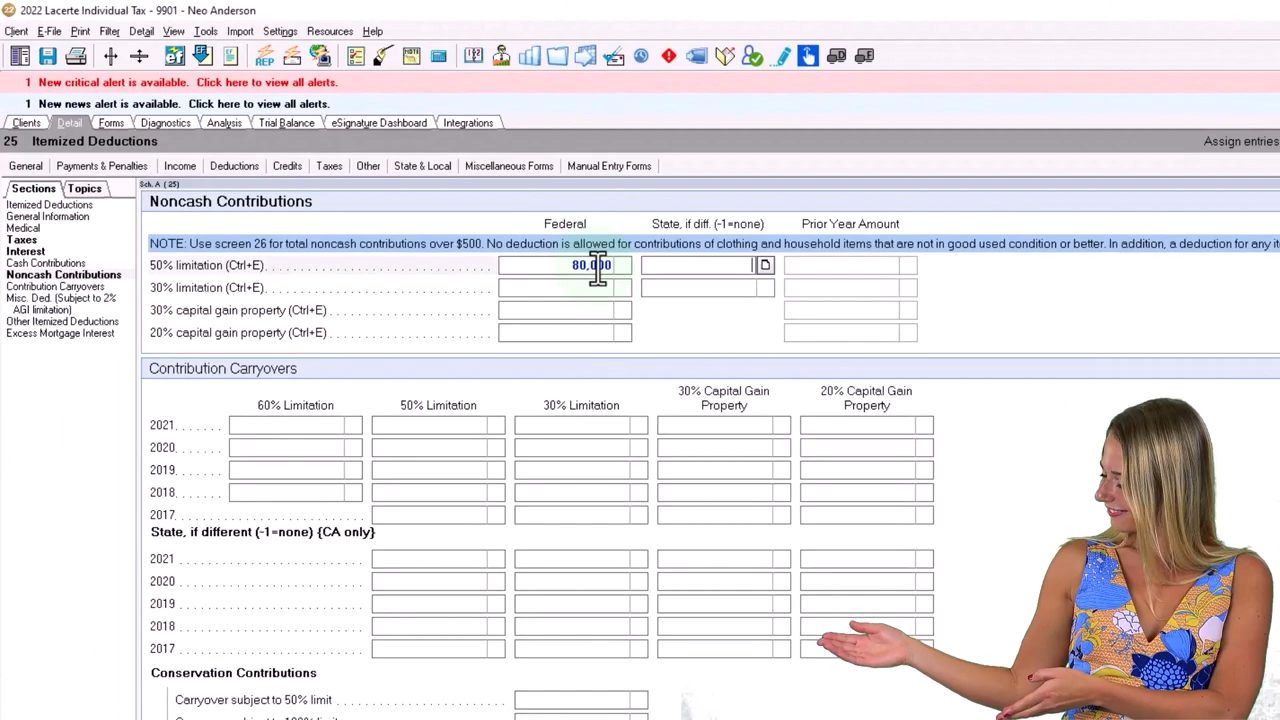 2022 Lacerte Individual Tax - 9901 - Neo Anderson
Client E-File Print Filter Detail View Tools Import Settings Resources Help
REP
1 New critical alert is available. Click here to view all alerts.
1 New news alert is available. Click here to view all alerts.
Clients Detail Forms Diagnostics Analysis Trial Balance eSignature Dashboard Integrations
25 Itemized Deductions Assign entries
General Payments & Penalties Income Deductions Credits Taxes Other State & Local Miscellaneous Forms Manual Entry Forms
Sections Topics
Itemized Deductions
General Information
Medical
Taxes
Interest
Cash Contributions
Noncash Contributions
Contribution Carryovers
Misc. Ded. (Subject to 2%
AGI limitation)
Other Itemized Deductions
Excess Mortgage Interest
Sch. A (25)
Noncash Contributions
Federal State, if diff. (-1=none) Prior Year Amount
NOTE: Use screen 26 for total noncash contributions over $500. No deduction is allowed for contributions of clothing and household items that are not in good used condition or better. In addition, a deduction for any it
50% limitation (Ctrl+E) 80,000
30% limitation (Ctrl+E)
30% capital gain property (Ctrl+E)
20% capital gain property (Ctrl+E)
Contribution Carryovers
60% Limitation 50% Limitation 30% Limitation 30% Capital Gain Property 20% Capital Gain Property
2021
2020
2019
2018
2017
State, if different (-1=none) {CA only}
2021
2020
2019
2018
2017
Conservation Contributions
Carryover subject to 50% limit